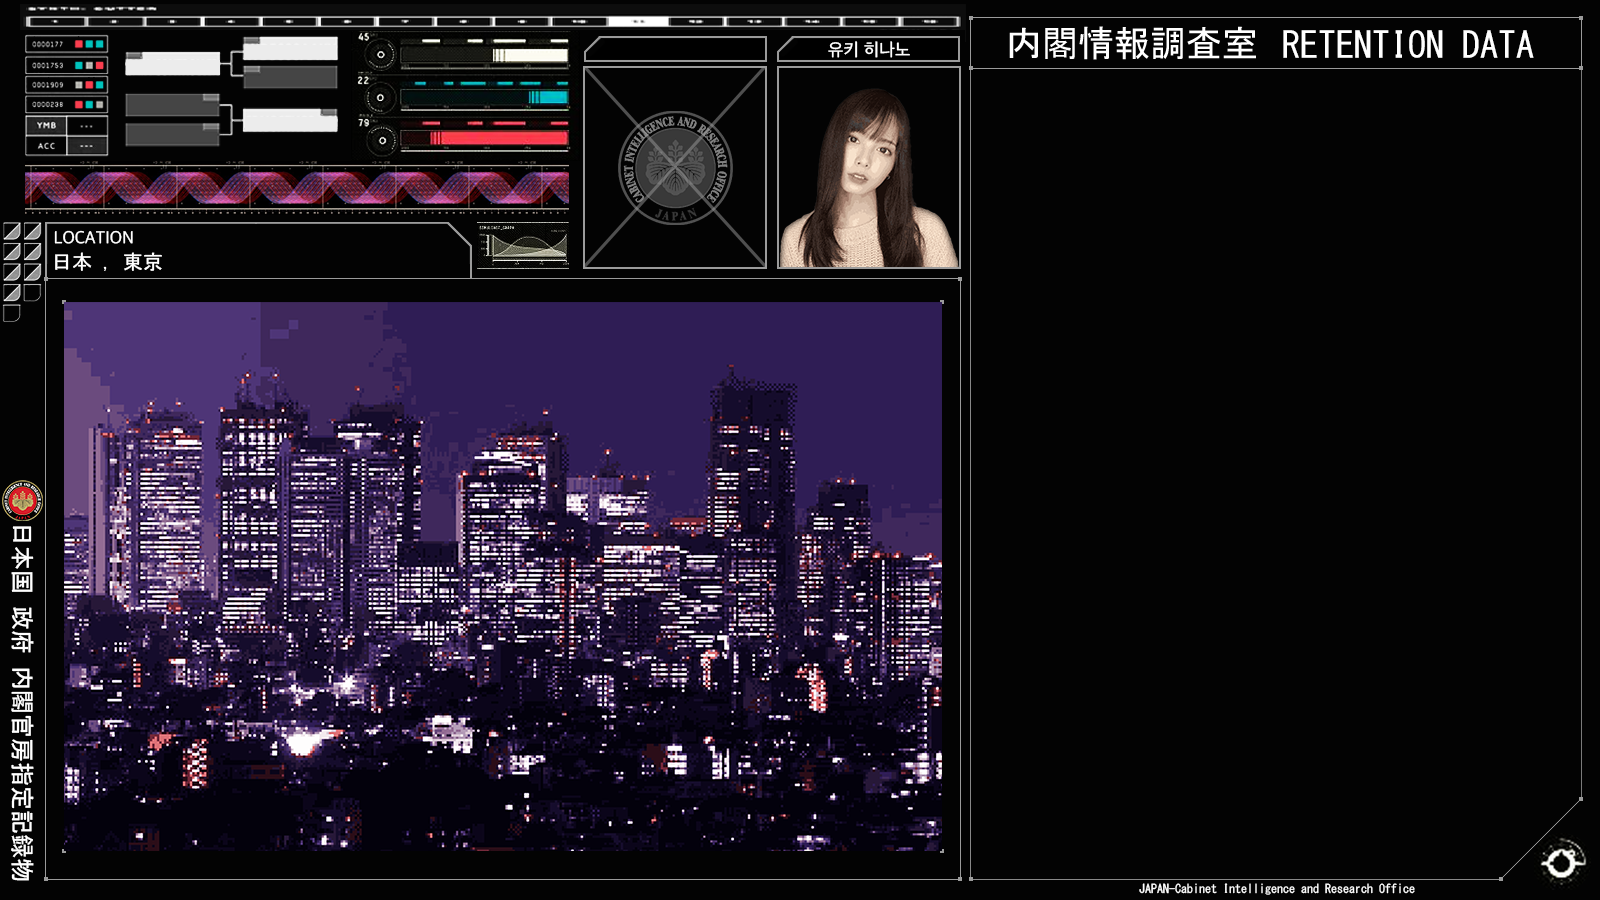 0000177
0001753
0001909
0000238
YMB ---
ACC ---
45
22
79
유키 히나노
CABINET INTELLIGENCE AND RESEARCH OFFICE
JAPAN
LOCATION
日本 , 東京
内閣情報調査室 RETENTION DATA
日本国 政府 内閣官房指定記録物
JAPAN-Cabinet Intelligence and Research Office